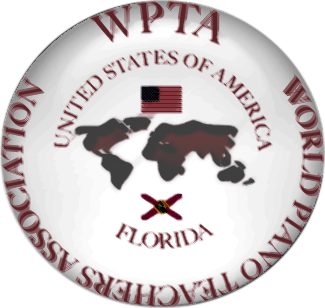 WPTA
WORLD PIANO TEACHERS ASSOCIATION
UNITED STATES OF AMERICA
FLORIDA